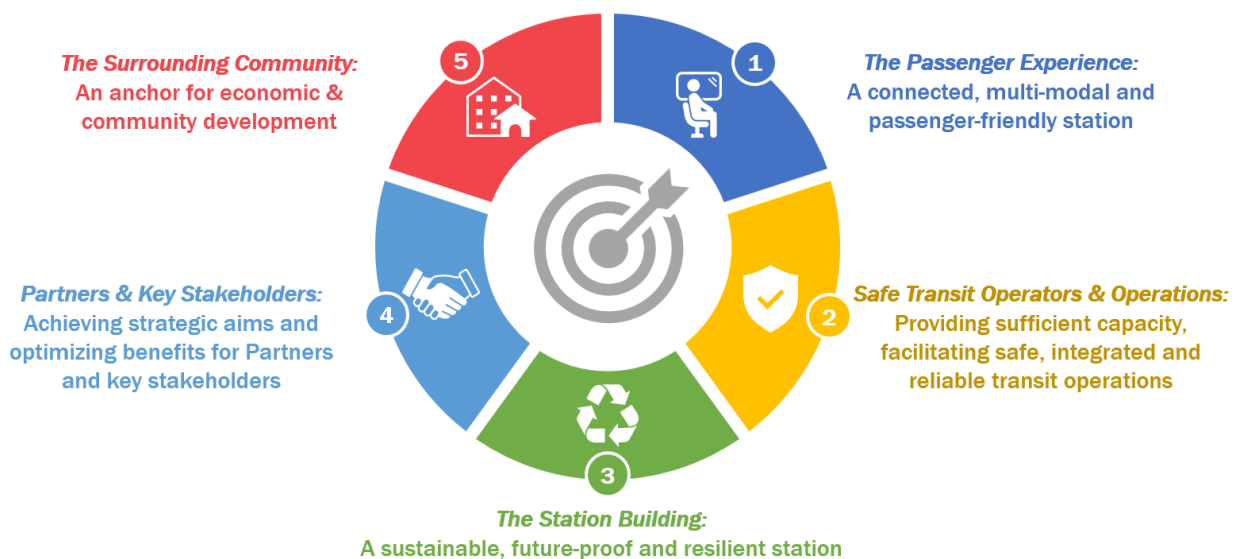 1
The Passenger Experience:
A connected, multi-modal and
passenger-friendly station
2
Safe Transit Operators & Operations:
Providing sufficient capacity,
facilitating safe, integrated and
reliable transit operations
3
The Station Building:
A sustainable, future-proof and resilient station
4
Partners & Key Stakeholders:
Achieving strategic aims and
optimizing benefits for Partners
and key stakeholders
5
The Surrounding Community:
An anchor for economic &
community development